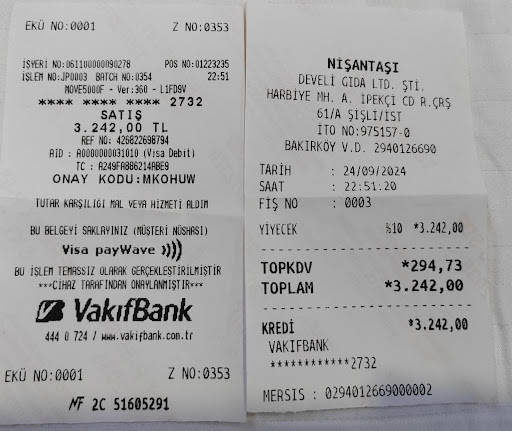 EKÜ NO:0001 Z NO:0353
İŞYERİ NO:061100000090278 POS NO:01223235
İŞLEM NO:JP0003 BATCH NO:0354 22:51
MOVE5000F - Ver:360 - L1FD9V
**** **** **** 2732
SATIŞ
3.242,00 TL
REF NO: 426822698794
AID : A0000000031010 (Visa Debit)
TC : A249FA886214ABE9
ONAY KODU:MKOHUW
TUTAR KARŞILIĞI MAL VEYA HİZMETİ ALDIM
BU BELGEYİ SAKLAYINIZ (MÜŞTERİ NÜSHASI)
Visa payWave
BU İŞLEM TEMASSIZ OLARAK GERÇEKLEŞTİRİLMİŞTİR
***CİHAZ TARAFINDAN ONAYLANMIŞTIR***
VakıfBank
444 0 724 / www.vakifbank.com.tr
EKÜ NO:0001 Z NO:0353
MF 2C 51605291
NİŞANTAŞI
DEVELİ GIDA LTD. ŞTİ.
HARBİYE MH. A. İPEKÇİ CD R.ÇRŞ
61/A ŞİŞLİ/İST
ITO NO:975157-0
BAKIRKÖY V.D. 2940126690
TARİH : 24/09/2024
SAAT : 22:51:20
FİŞ NO : 0003
YİYECEK %10 *3.242,00
TOPKDV *294,73
TOPLAM *3.242,00
KREDİ *3.242,00
VAKIFBANK
************2732
MERSIS : 0294012669000002